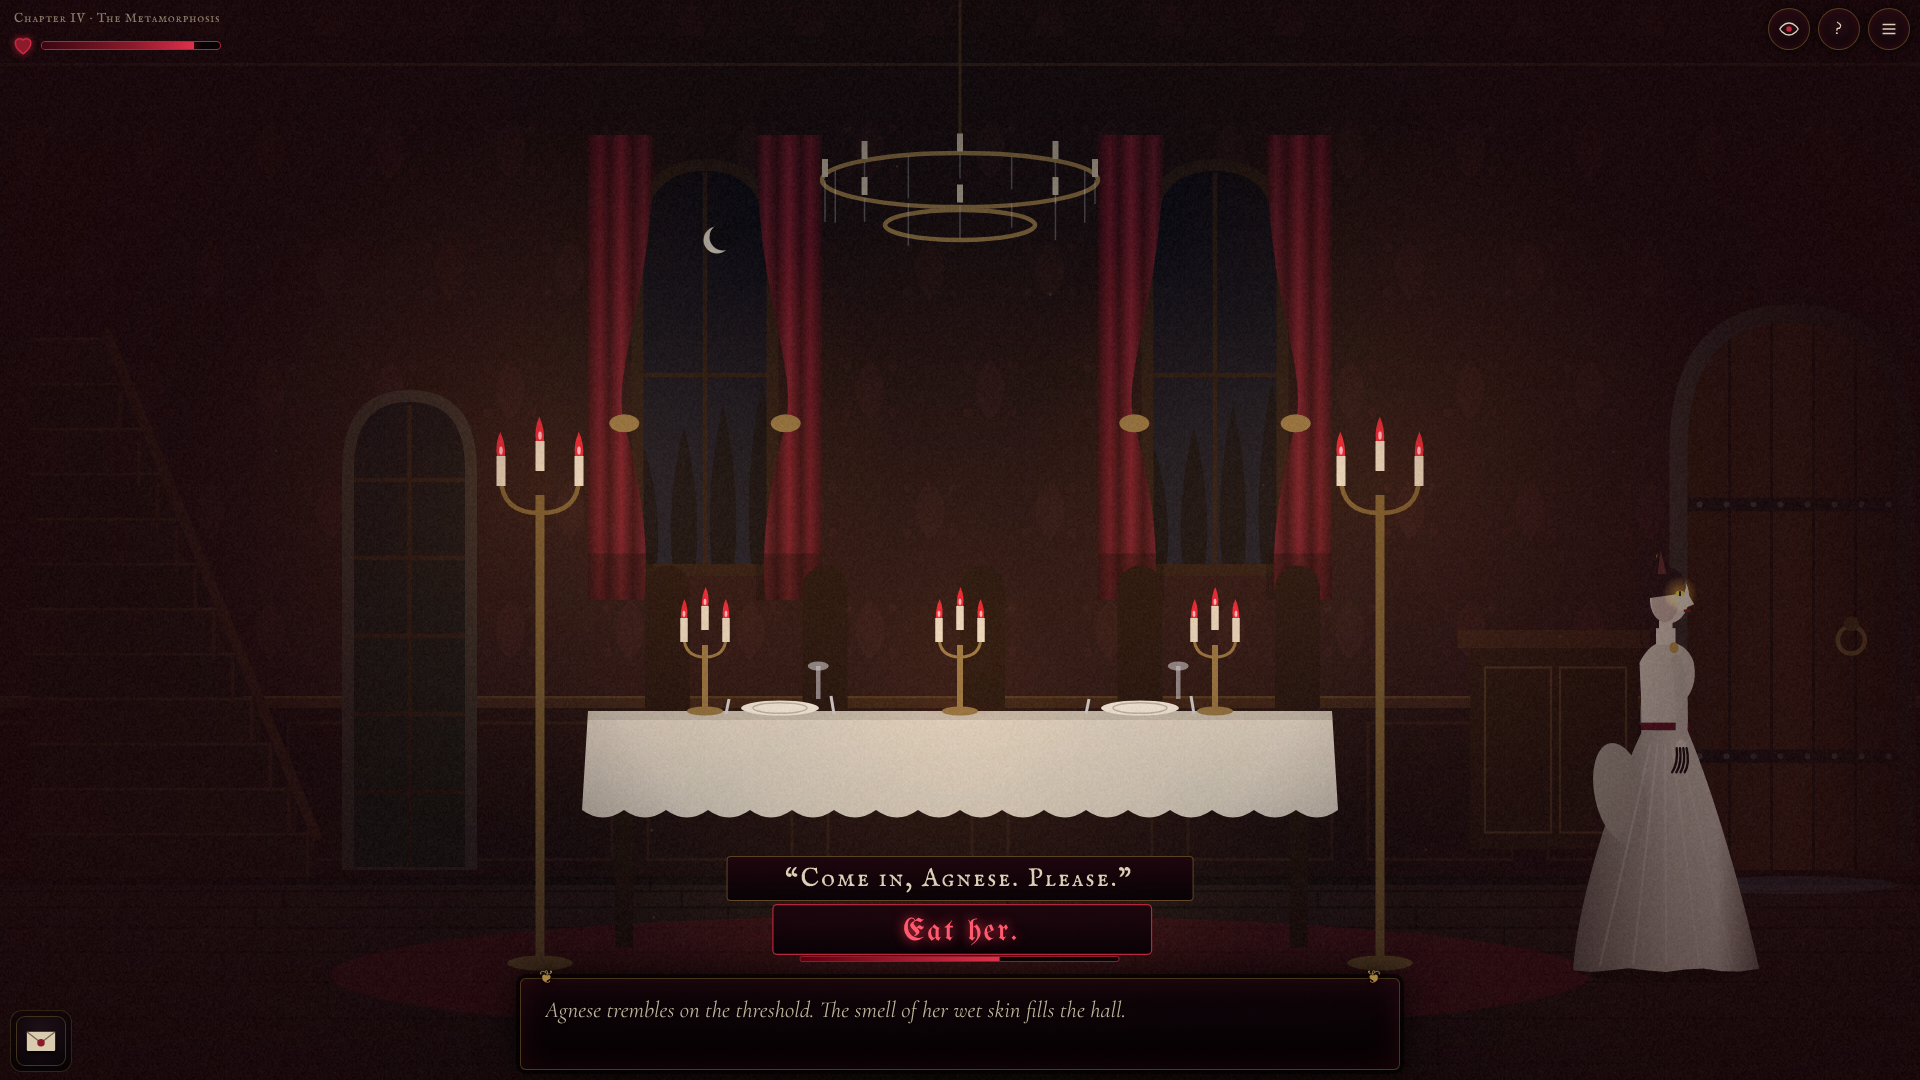 Chapter IV · The Metamorphosis
?
“Come in, Agnese. Please.”
Eat her.
Agnese trembles on the threshold. The smell of her wet skin fills the hall.